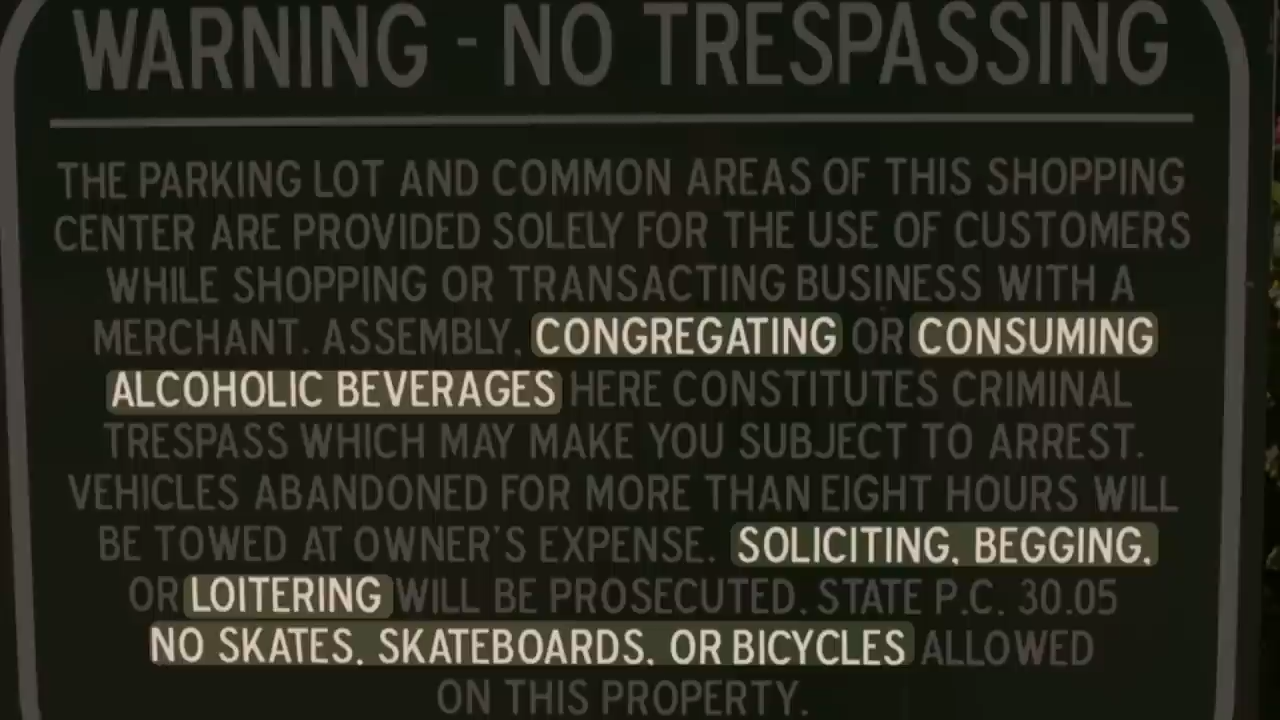 WARNING - NO TRESPASSING
THE PARKING LOT AND COMMON AREAS OF THIS SHOPPING
CENTER ARE PROVIDED SOLELY FOR THE USE OF CUSTOMERS
WHILE SHOPPING OR TRANSACTING BUSINESS WITH A
MERCHANT. ASSEMBLY, CONGREGATING OR CONSUMING
ALCOHOLIC BEVERAGES HERE CONSTITUTES CRIMINAL
TRESPASS WHICH MAY MAKE YOU SUBJECT TO ARREST.
VEHICLES ABANDONED FOR MORE THAN EIGHT HOURS WILL
BE TOWED AT OWNER'S EXPENSE. SOLICITING, BEGGING,
OR LOITERING WILL BE PROSECUTED. STATE P.C. 30.05
NO SKATES, SKATEBOARDS, OR BICYCLES ALLOWED
ON THIS PROPERTY.